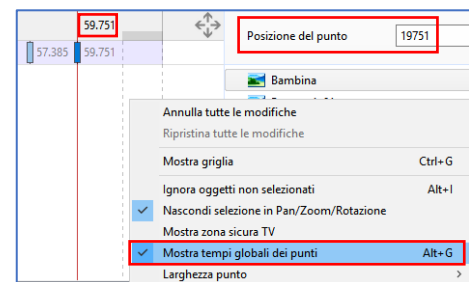 59.751
Posizione del punto 19751
57.385 59.751
Bambina
Annulla tutte le modifiche
Ripristina tutte le modifiche
Mostra griglia Ctrl+G
Ignora oggetti non selezionati Alt+I
Nascondi selezione in Pan/Zoom/Rotazione
Mostra zona sicura TV
Mostra tempi globali dei punti Alt+G
Larghezza punto